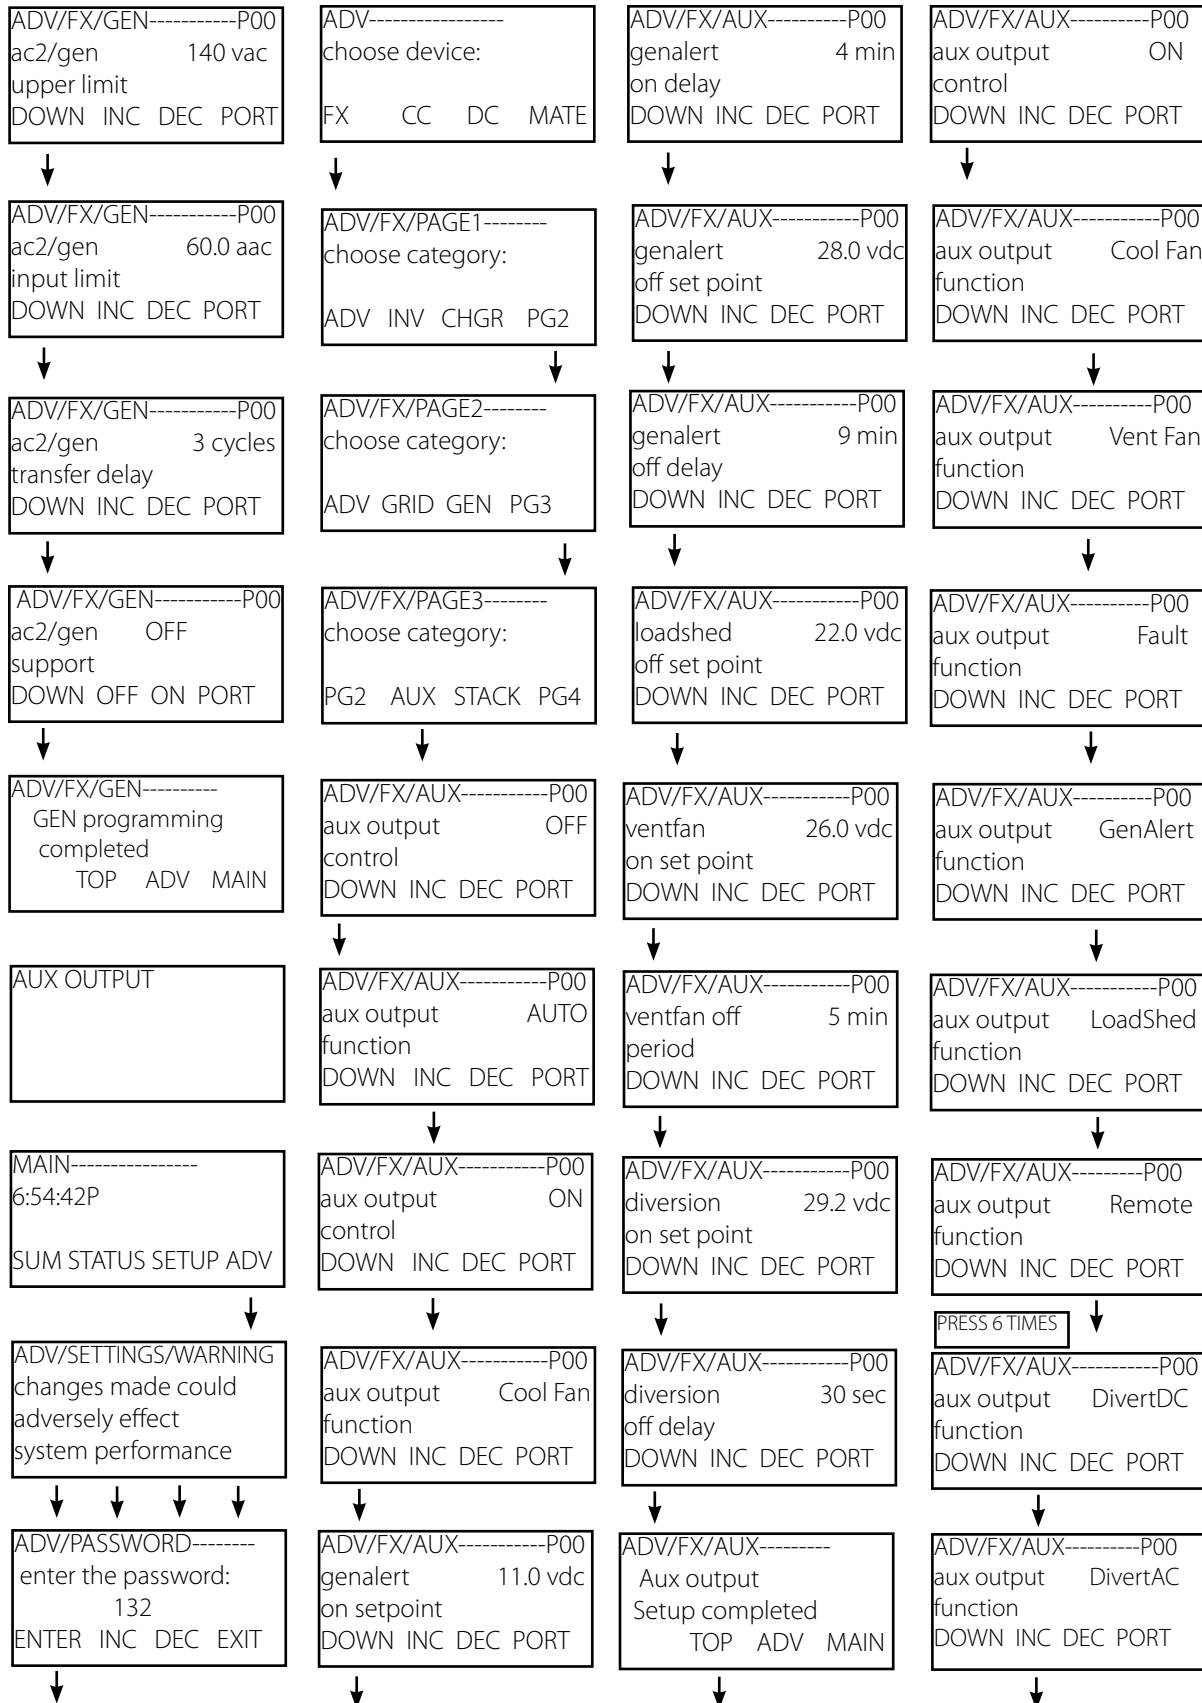 ADV/FX/GEN-----------P00
ac2/gen 140 vac
upper limit
DOWN INC DEC PORT
ADV/FX/GEN-----------P00
ac2/gen 60.0 aac
input limit
DOWN INC DEC PORT
ADV/FX/GEN-----------P00
ac2/gen 3 cycles
transfer delay
DOWN INC DEC PORT
ADV/FX/GEN-----------P00
ac2/gen OFF
support
DOWN OFF ON PORT
ADV/FX/GEN----------
GEN programming
completed
TOP ADV MAIN
AUX OUTPUT
MAIN-----------------
6:54:42P
SUM STATUS SETUP ADV
ADV/SETTINGS/WARNING
changes made could
adversely effect
system performance
ADV/PASSWORD--------
enter the password:
132
ENTER INC DEC EXIT
ADV-----------------
choose device:
FX CC DC MATE
ADV/FX/PAGE1--------
choose category:
ADV INV CHGR PG2
ADV/FX/PAGE2--------
choose category:
ADV GRID GEN PG3
ADV/FX/PAGE3--------
choose category:
PG2 AUX STACK PG4
ADV/FX/AUX-----------P00
aux output OFF
control
DOWN INC DEC PORT
ADV/FX/AUX-----------P00
aux output AUTO
function
DOWN INC DEC PORT
ADV/FX/AUX-----------P00
aux output ON
control
DOWN INC DEC PORT
ADV/FX/AUX-----------P00
aux output Cool Fan
function
DOWN INC DEC PORT
ADV/FX/AUX-----------P00
genalert 11.0 vdc
on setpoint
DOWN INC DEC PORT
ADV/FX/AUX-----------P00
genalert 4 min
on delay
DOWN INC DEC PORT
ADV/FX/AUX-----------P00
genalert 28.0 vdc
off set point
DOWN INC DEC PORT
ADV/FX/AUX-----------P00
genalert 9 min
off delay
DOWN INC DEC PORT
ADV/FX/AUX-----------P00
loadshed 22.0 vdc
off set point
DOWN INC DEC PORT
ADV/FX/AUX-----------P00
ventfan 26.0 vdc
on set point
DOWN INC DEC PORT
ADV/FX/AUX-----------P00
ventfan off 5 min
period
DOWN INC DEC PORT
ADV/FX/AUX-----------P00
diversion 29.2 vdc
on set point
DOWN INC DEC PORT
ADV/FX/AUX-----------P00
diversion 30 sec
off delay
DOWN INC DEC PORT
ADV/FX/AUX---------
Aux output
Setup completed
TOP ADV MAIN
ADV/FX/AUX----------P00
aux output ON
control
DOWN INC DEC PORT
ADV/FX/AUX-----------P00
aux output Cool Fan
function
DOWN INC DEC PORT
ADV/FX/AUX----------P00
aux output Vent Fan
function
DOWN INC DEC PORT
ADV/FX/AUX----------P00
aux output Fault
function
DOWN INC DEC PORT
ADV/FX/AUX----------P00
aux output GenAlert
function
DOWN INC DEC PORT
ADV/FX/AUX-----------P00
aux output LoadShed
function
DOWN INC DEC PORT
ADV/FX/AUX---------P00
aux output Remote
function
DOWN INC DEC PORT
PRESS 6 TIMES
ADV/FX/AUX-----------P00
aux output DivertDC
function
DOWN INC DEC PORT
ADV/FX/AUX---------P00
aux output DivertAC
function
DOWN INC DEC PORT